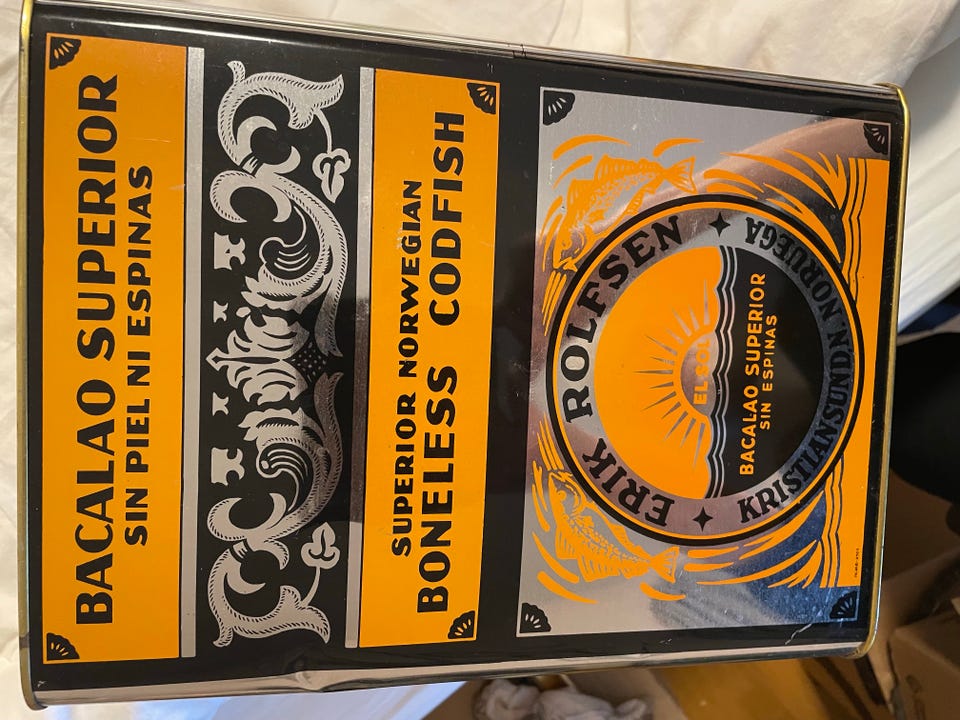 BACALAO SUPERIOR
SIN PIEL NI ESPINAS
SUPERIOR NORWEGIAN
BONELESS CODFISH
ERIK ROLFSEN
EL SOL
BACALAO SUPERIOR
SIN ESPINAS
KRISTIANSUND N, NORUEGA